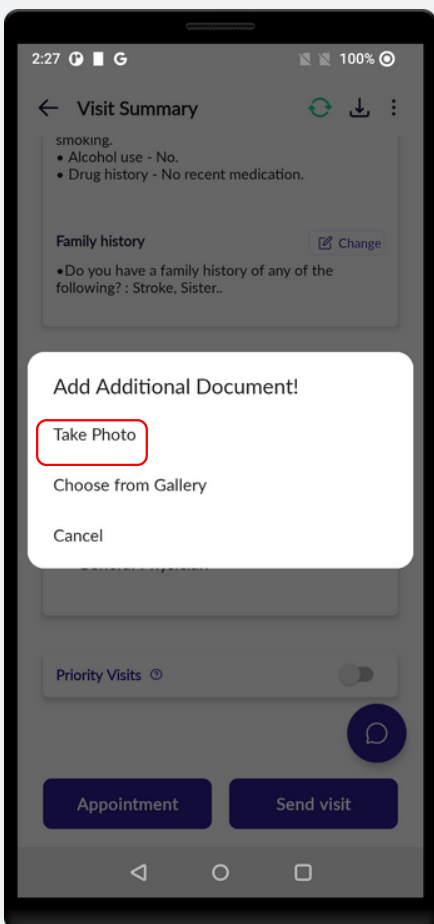 2:27 G 100%
Visit Summary
smoking.
• Alcohol use - No.
• Drug history - No recent medication.
Family history Change
•Do you have a family history of any of the
following? : Stroke, Sister..
Add Additional Document!
Take Photo
Choose from Gallery
Cancel
General Physician
Priority Visits
Appointment Send visit